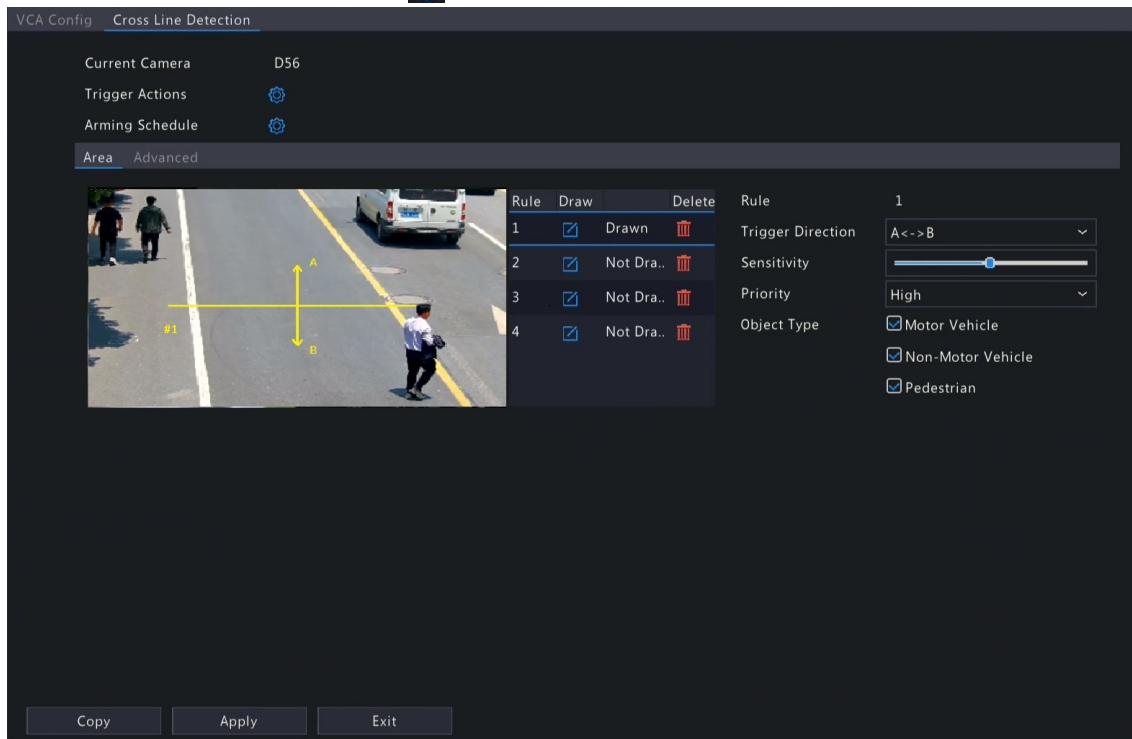 VCA Config Cross Line Detection
Current Camera D56
Trigger Actions
Arming Schedule
Area Advanced
Rule Draw Delete
1 Drawn
2 Not Dra..
3 Not Dra..
4 Not Dra..
A
#1
B
Rule 1
Trigger Direction A<->B
Sensitivity
Priority High
Object Type Motor Vehicle
Non-Motor Vehicle
Pedestrian
Copy Apply Exit